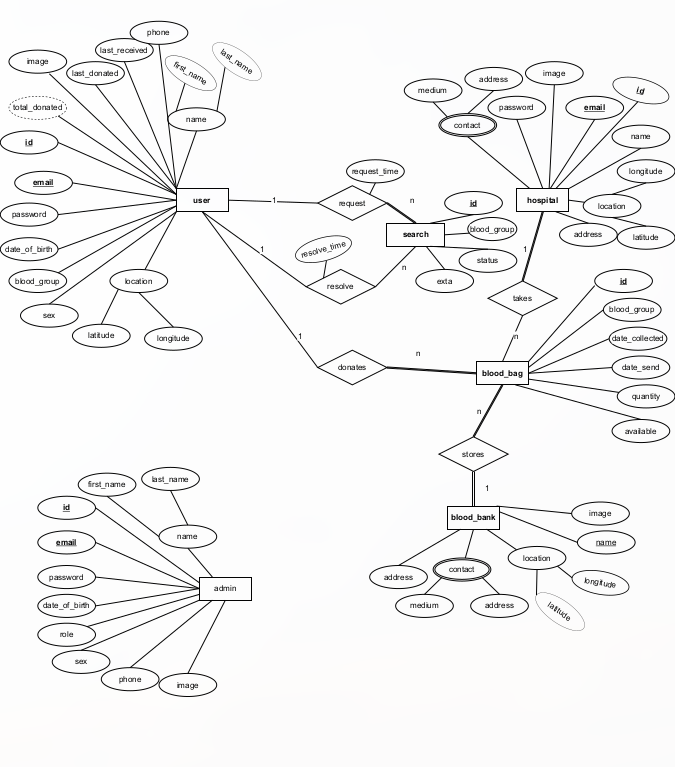 phone
last_received
last_name
image
last_donated
first_name
total_donated
name
id
email
user
password
date_of_birth
blood_group
location
sex
latitude
longitude
1
request_time
request
n
id
search
blood_group
status
exta
1
resolve_time
resolve
n
address
image
medium
password
email
id
contact
name
longitude
hospital
location
address
latitude
1
takes
n
1
donates
n
blood_bag
id
blood_group
date_collected
date_send
quantity
available
n
stores
1
blood_bank
image
name
address
contact
location
longitude
medium
address
latitude
first_name
last_name
id
name
email
password
admin
date_of_birth
role
sex
phone
image